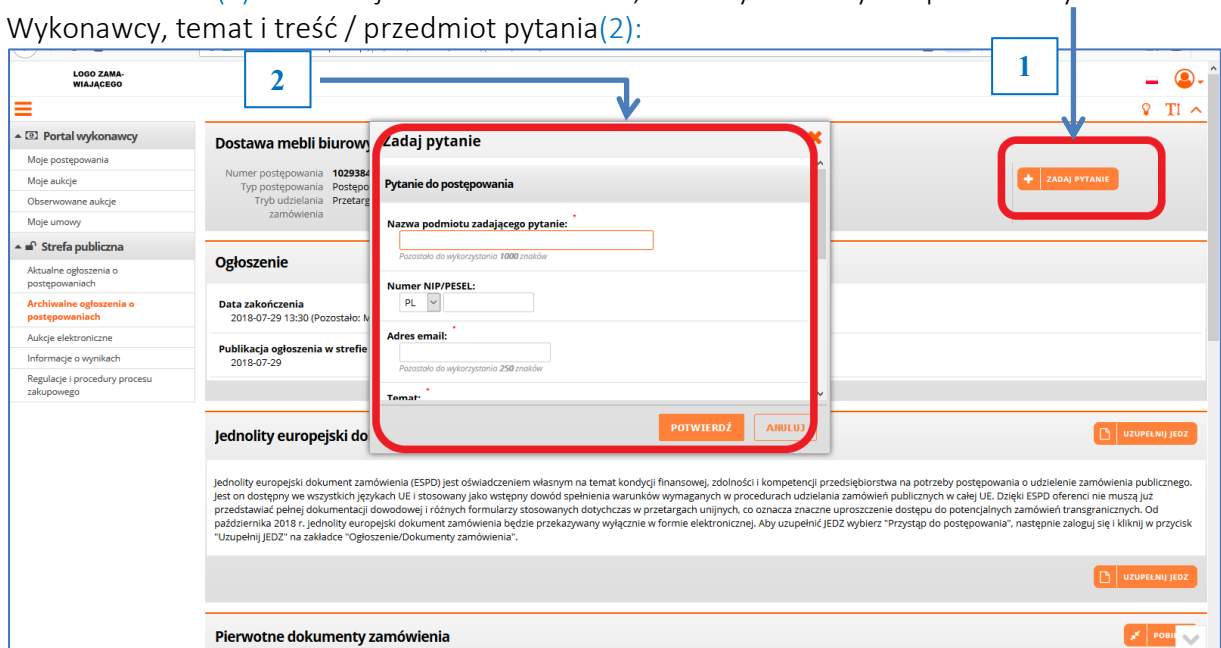 Wykonawcy, temat i treść / przedmiot pytania(2):
2
1
LOGO ZAMA-
WIAJĄCEGO
Portal wykonawcy
Moje postępowania
Moje aukcje
Obserwowane aukcje
Moje umowy
Strefa publiczna
Aktualne ogłoszenia o
postępowaniach
Archiwalne ogłoszenia o
postępowaniach
Aukcje elektroniczne
Informacje o wynikach
Regulacje i procedury procesu
zakupowego
Dostawa mebli biurowy
Numer postępowania 1029384
Typ postępowania Postępo
Tryb udzielania Przetarg
zamówienia
ZADAJ PYTANIE
Ogłoszenie
Data zakończenia
2018-07-29 13:30 (Pozostało: M
Publikacja ogłoszenia w strefie
2018-07-29
Zadaj pytanie
Pytanie do postępowania
Nazwa podmiotu zadającego pytanie: *
Pozostało do wykorzystania 1000 znaków
Numer NIP/PESEL:
PL
Adres email: *
Pozostało do wykorzystania 250 znaków
Temat: *
POTWIERDŹ
ANULUJ
Jednolity europejski do
UZUPEŁNIJ JEDZ
Jednolity europejski dokument zamówienia (ESPD) jest oświadczeniem własnym na temat kondycji finansowej, zdolności i kompetencji przedsiębiorstwa na potrzeby postępowania o udzielenie zamówienia publicznego.
Jest on dostępny we wszystkich językach UE i stosowany jako wstępny dowód spełnienia warunków wymaganych w procedurach udzielania zamówień publicznych w całej UE. Dzięki ESPD oferenci nie muszą już
przedstawiać pełnej dokumentacji dowodowej i różnych formularzy stosowanych dotychczas w przetargach unijnych, co oznacza znaczne uproszczenie dostępu do potencjalnych zamówień transgranicznych. Od
października 2018 r. jednolity europejski dokument zamówienia będzie przekazywany wyłącznie w formie elektronicznej. Aby uzupełnić JEDZ wybierz "Przystąp do postępowania", następnie zaloguj się i kliknij w przycisk
"Uzupełnij JEDZ" na zakładce "Ogłoszenie/Dokumenty zamówienia".
UZUPEŁNIJ JEDZ
Pierwotne dokumenty zamówienia